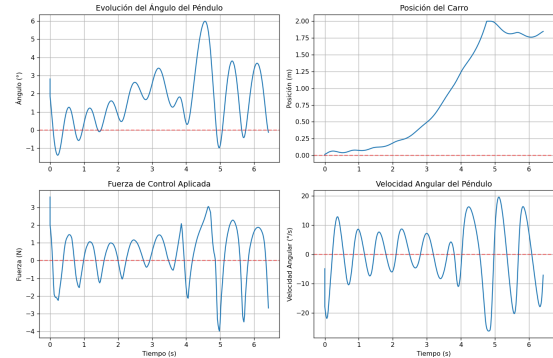 Evolución del Ángulo del Péndulo
Ángulo (°)
6
5
4
3
2
1
0
−1
0 1 2 3 4 5 6
Posición del Carro
Posición (m)
2.00
1.75
1.50
1.25
1.00
0.75
0.50
0.25
0.00
0 1 2 3 4 5 6
Fuerza de Control Aplicada
Fuerza (N)
3
2
1
0
−1
−2
−3
−4
0 1 2 3 4 5 6
Tiempo (s)
Velocidad Angular del Péndulo
Velocidad Angular (°/s)
20
10
0
−10
−20
0 1 2 3 4 5 6
Tiempo (s)